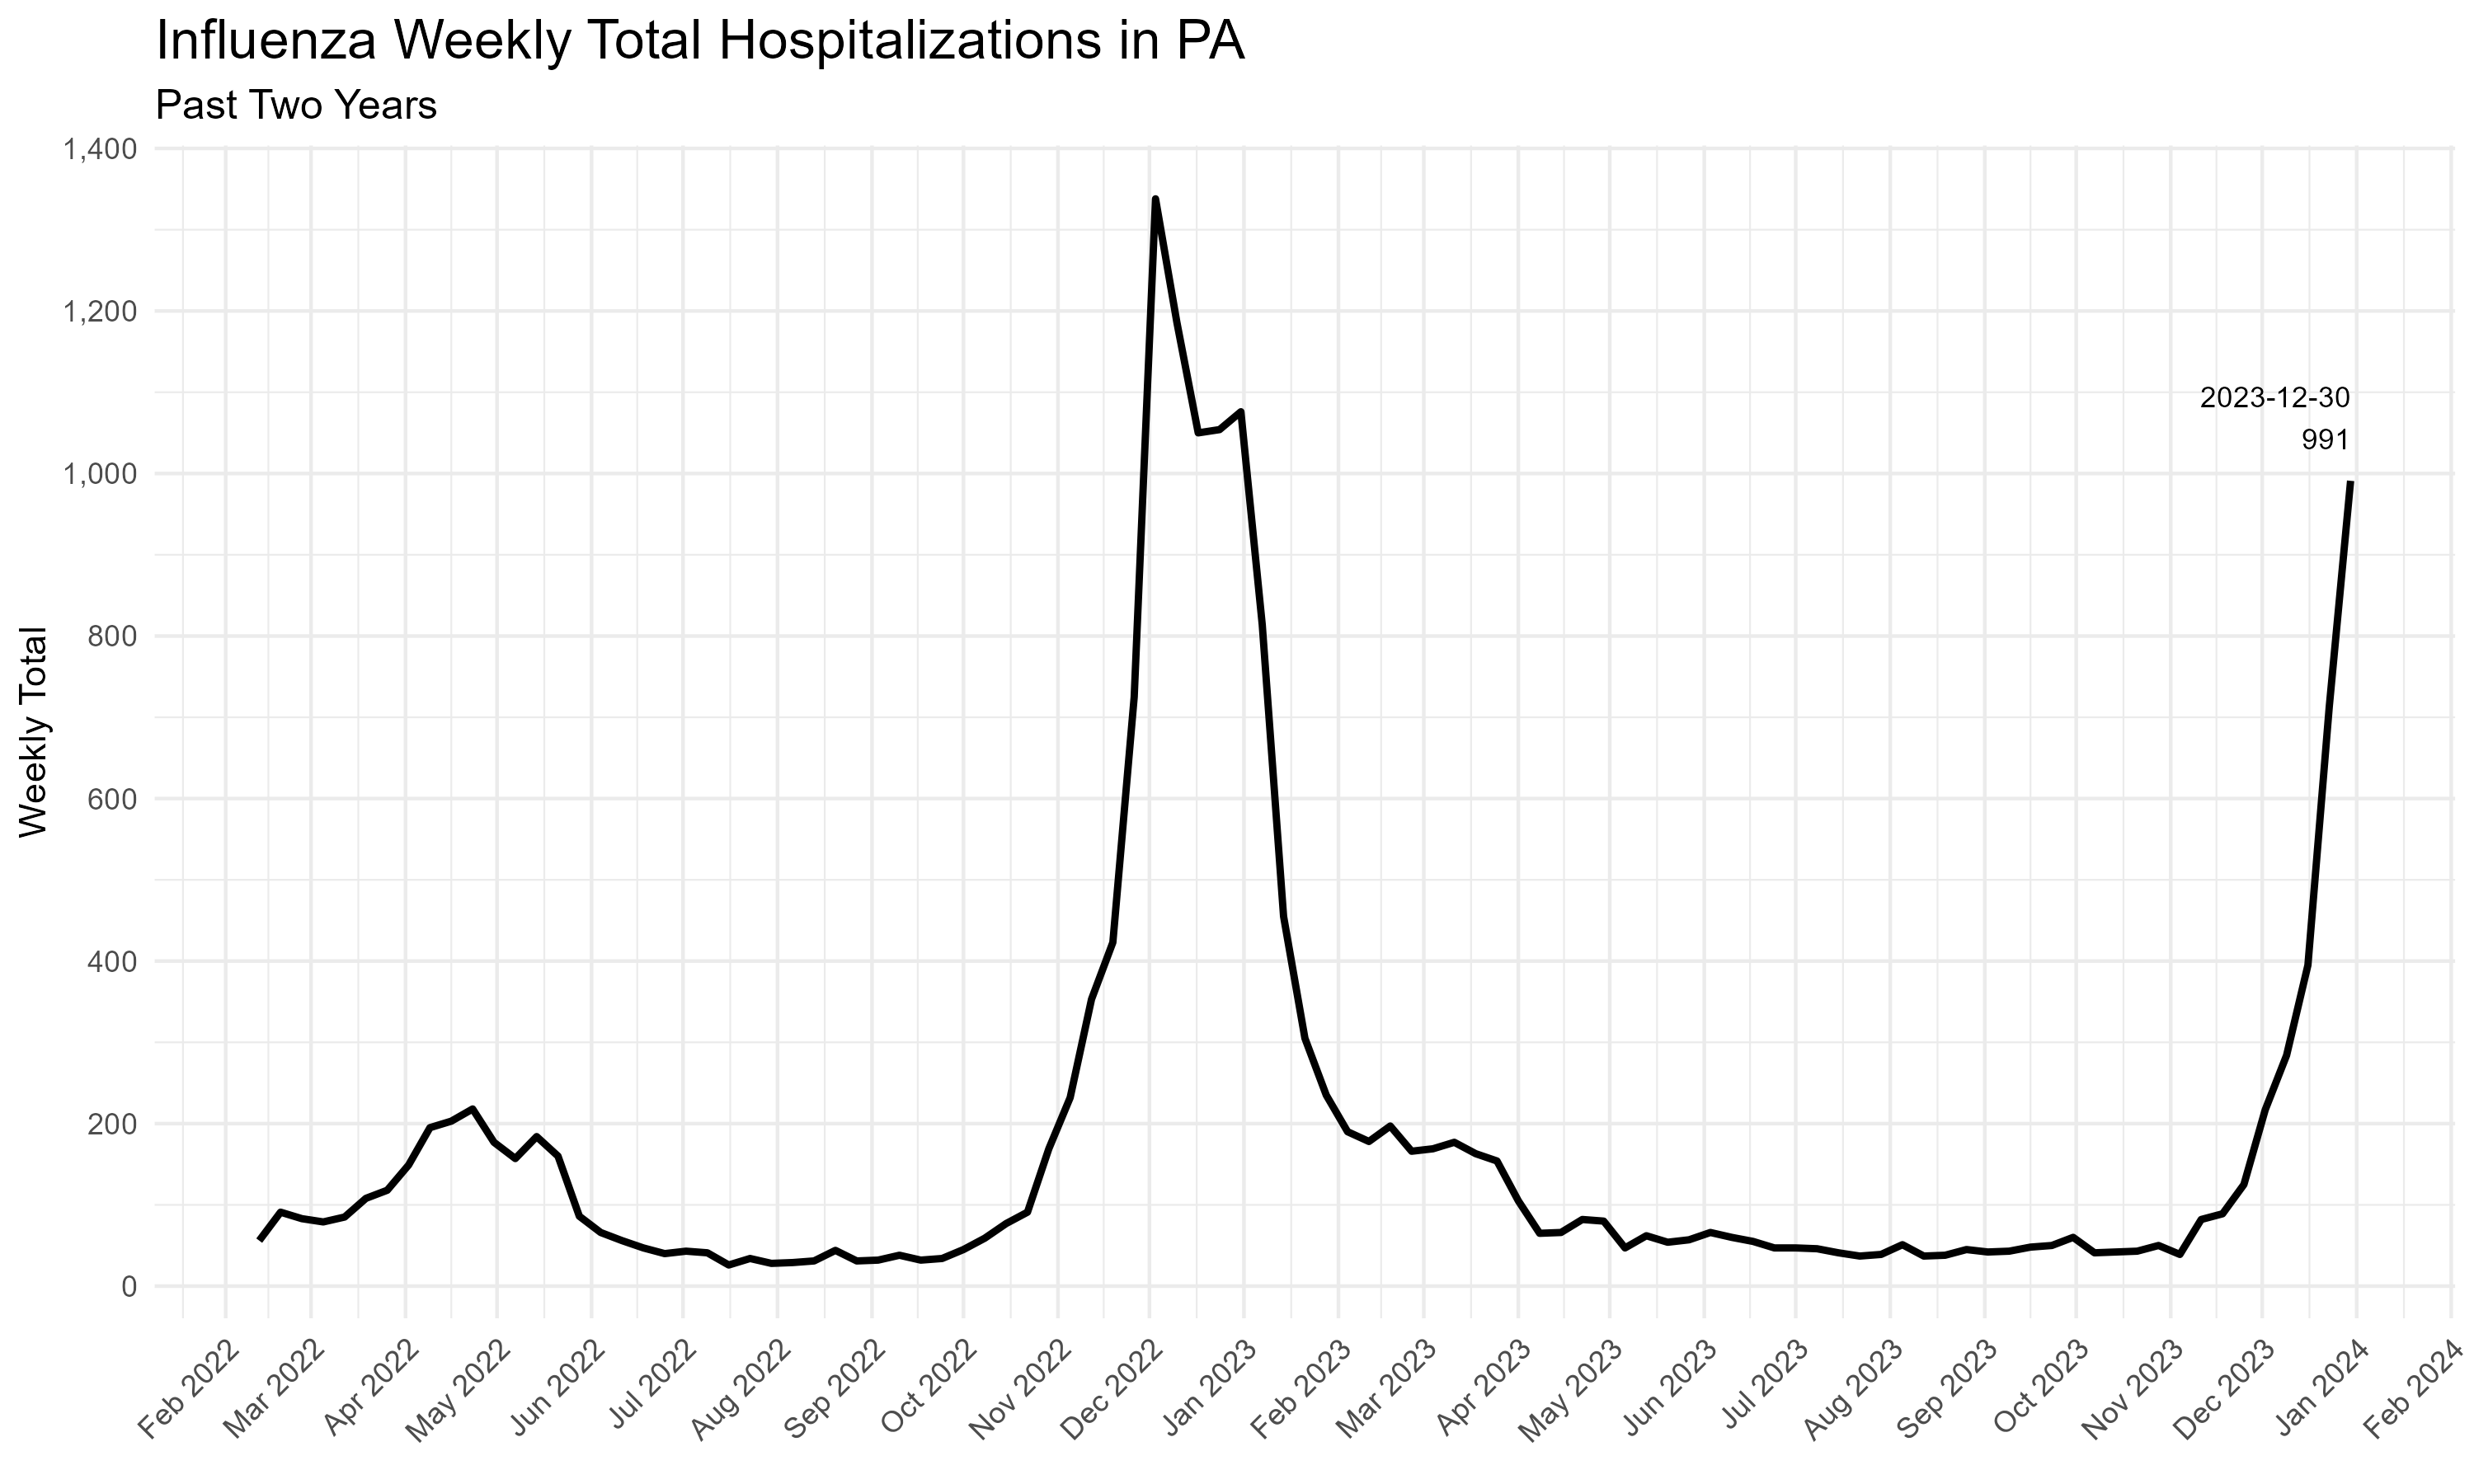 Influenza Weekly Total Hospitalizations in PA
Past Two Years
1,400
1,200
1,000
800
600
400
200
0
Weekly Total
2023-12-30
991
Feb 2022
Mar 2022
Apr 2022
May 2022
Jun 2022
Jul 2022
Aug 2022
Sep 2022
Oct 2022
Nov 2022
Dec 2022
Jan 2023
Feb 2023
Mar 2023
Apr 2023
May 2023
Jun 2023
Jul 2023
Aug 2023
Sep 2023
Oct 2023
Nov 2023
Dec 2023
Jan 2024
Feb 2024